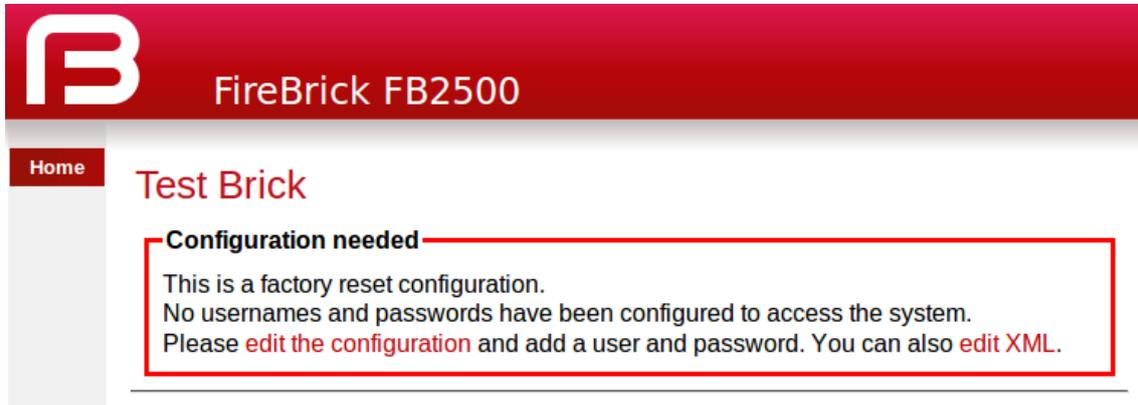 FireBrick FB2500
Home
Test Brick
Configuration needed
This is a factory reset configuration.
No usernames and passwords have been configured to access the system.
Please edit the configuration and add a user and password. You can also edit XML.